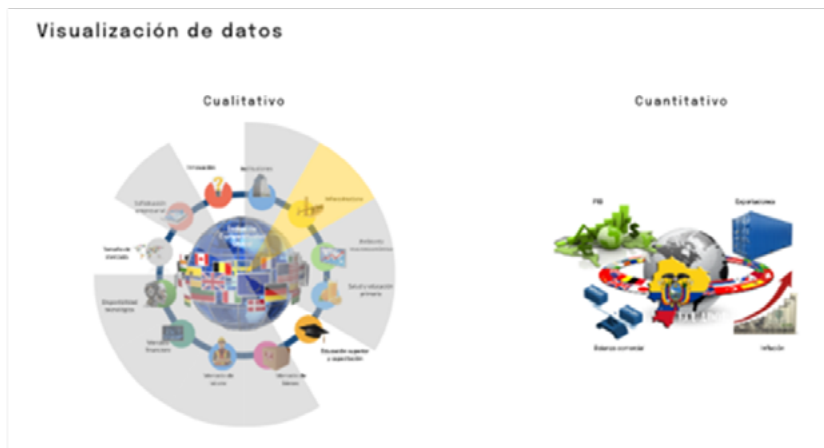 Visualización de datos
Cualitativo
Cuantitativo
Innovación
Instituciones
Infraestructura
Sofisticación
empresarial
Ambiente
macroeconómico
Tamaño de
mercado
Salud y educación
primaria
Disponibilidad
tecnológica
Educación superior
y capacitación
Mercado
financiero
Mercado de
Mercado de
bienes
PIB
Exportaciones
Balanza comercial
Inflación